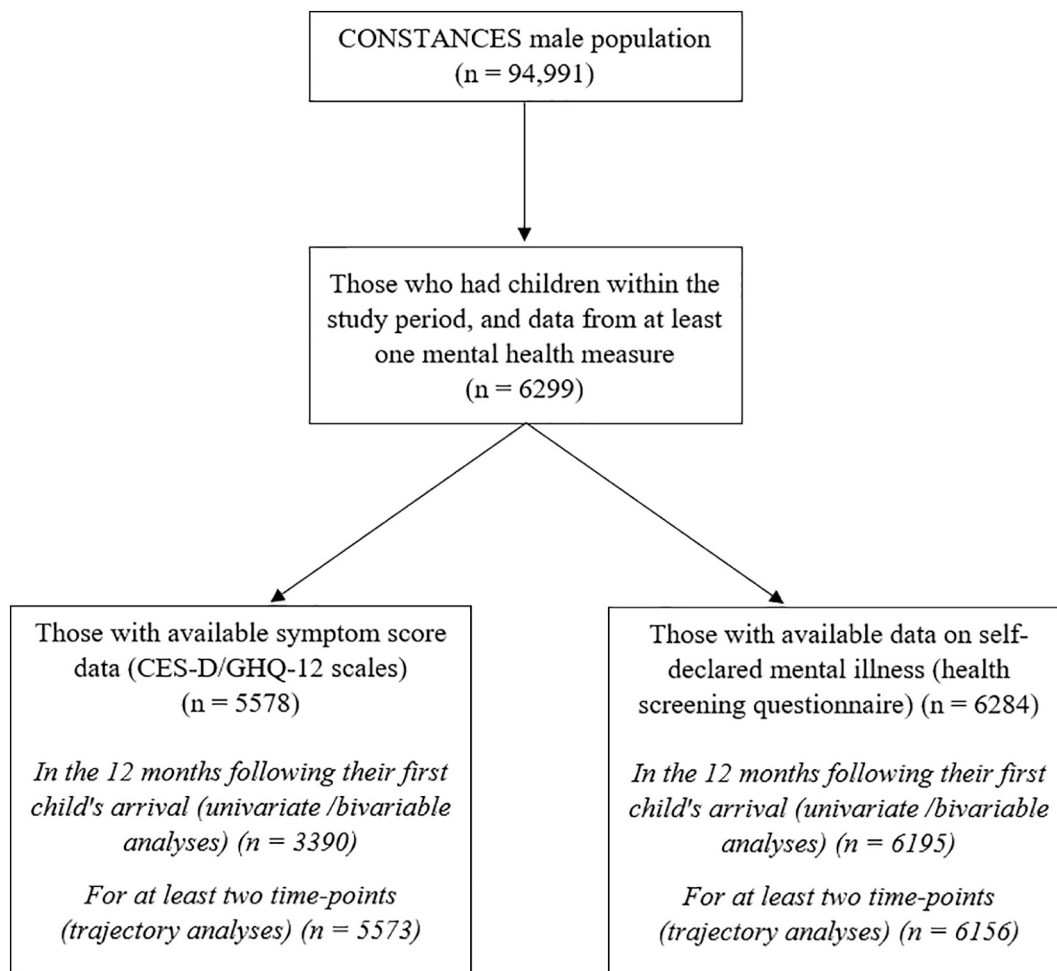 CONSTANCES male population
(n = 94,991)
Those who had children within the
study period, and data from at least
one mental health measure
(n = 6299)
Those with available symptom score
data (CES-D/GHQ-12 scales)
(n = 5578)
In the 12 months following their first
child's arrival (univariate /bivariable
analyses) (n = 3390)
For at least two time-points
(trajectory analyses) (n = 5573)
Those with available data on self-
declared mental illness (health
screening questionnaire) (n = 6284)
In the 12 months following their first
child's arrival (univariate /bivariable
analyses) (n = 6195)
For at least two time-points
(trajectory analyses) (n = 6156)